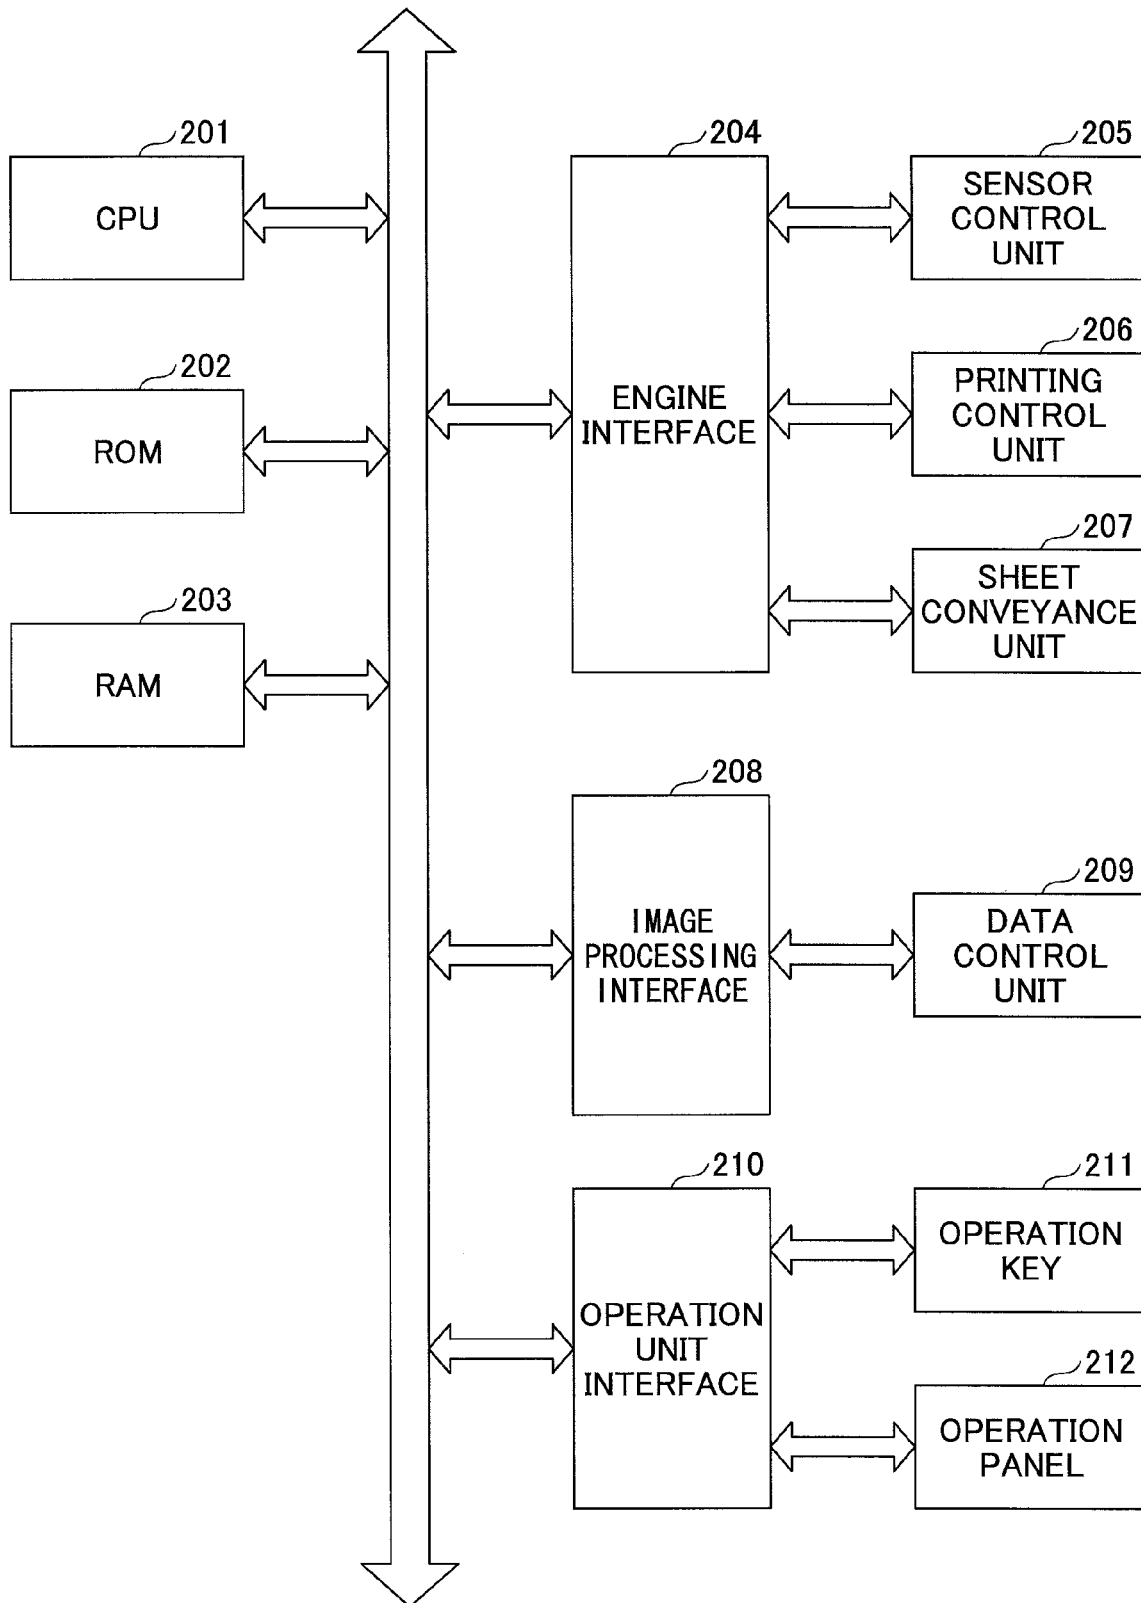 201
CPU
202
ROM
203
RAM
204
ENGINE
INTERFACE
205
SENSOR
CONTROL
UNIT
206
PRINTING
CONTROL
UNIT
207
SHEET
CONVEYANCE
UNIT
208
IMAGE
PROCESSING
INTERFACE
209
DATA
CONTROL
UNIT
210
OPERATION
UNIT
INTERFACE
211
OPERATION
KEY
212
OPERATION
PANEL